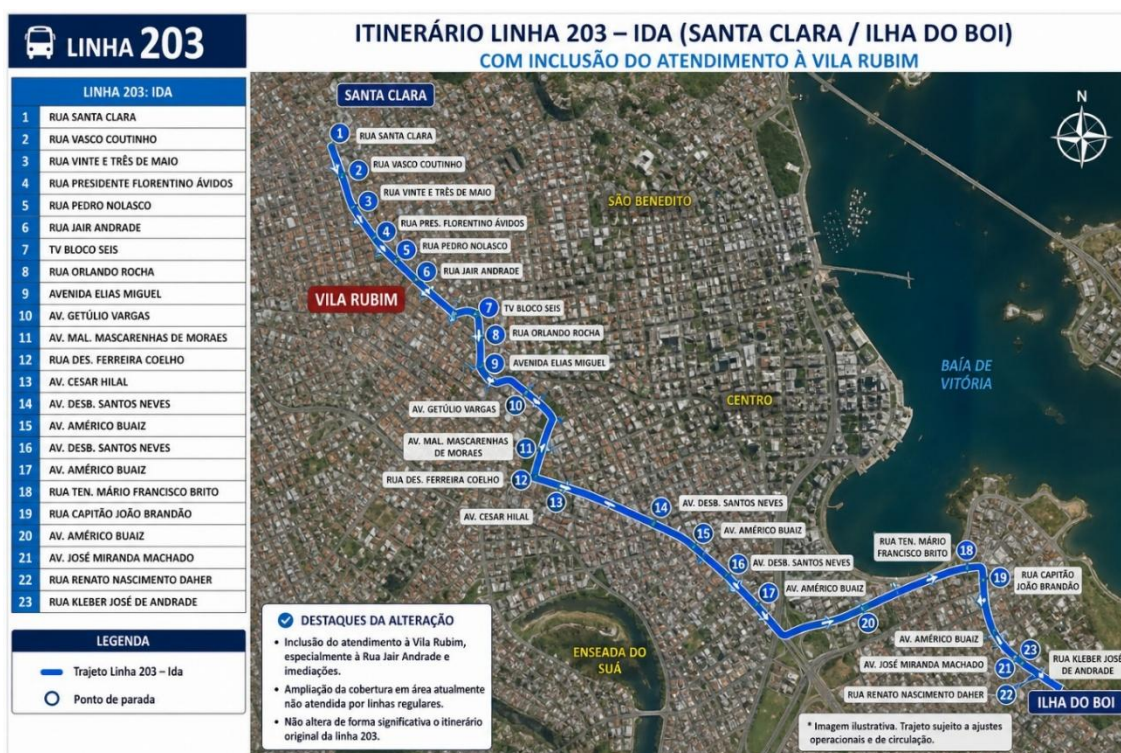 LINHA 203
ITINERÁRIO LINHA 203 – IDA (SANTA CLARA / ILHA DO BOI)
COM INCLUSÃO DO ATENDIMENTO À VILA RUBIM
LINHA 203: IDA
1 RUA SANTA CLARA
2 RUA VASCO COUTINHO
3 RUA VINTE E TRÊS DE MAIO
4 RUA PRESIDENTE FLORENTINO ÁVIDOS
5 RUA PEDRO NOLASCO
6 RUA JAIR ANDRADE
7 TV BLOCO SEIS
8 RUA ORLANDO ROCHA
9 AVENIDA ELIAS MIGUEL
10 AV. GETÚLIO VARGAS
11 AV. MAL. MASCARENHAS DE MORAES
12 RUA DES. FERREIRA COELHO
13 AV. CESAR HILAL
14 AV. DESB. SANTOS NEVES
15 AV. AMÉRICO BUAIZ
16 AV. DESB. SANTOS NEVES
17 AV. AMÉRICO BUAIZ
18 RUA TEN. MÁRIO FRANCISCO BRITO
19 RUA CAPITÃO JOÃO BRANDÃO
20 AV. AMÉRICO BUAIZ
21 AV. JOSÉ MIRANDA MACHADO
22 RUA RENATO NASCIMENTO DAHER
23 RUA KLEBER JOSÉ DE ANDRADE
LEGENDA
Trajeto Linha 203 – Ida
Ponto de parada
SANTA CLARA
N
1 RUA SANTA CLARA
2 RUA VASCO COUTINHO
3 RUA VINTE E TRÊS DE MAIO
SÃO BENEDITO
4 RUA PRES. FLORENTINO ÁVIDOS
5 RUA PEDRO NOLASCO
6 RUA JAIR ANDRADE
VILA RUBIM
7 TV BLOCO SEIS
8 RUA ORLANDO ROCHA
9 AVENIDA ELIAS MIGUEL
BAÍA DE
VITÓRIA
CENTRO
AV. GETÚLIO VARGAS 10
AV. MAL. MASCARENHAS
DE MORAES 11
RUA DES. FERREIRA COELHO 12
13
AV. CESAR HILAL
14 AV. DESB. SANTOS NEVES
15 AV. AMÉRICO BUAIZ
16 AV. DESB. SANTOS NEVES
17 AV. AMÉRICO BUAIZ
RUA TEN. MÁRIO
FRANCISCO BRITO 18
19 RUA CAPITÃO
JOÃO BRANDÃO
20
AV. AMÉRICO BUAIZ
AV. JOSÉ MIRANDA MACHADO 21
23 RUA KLEBER JOSÉ
DE ANDRADE
RUA RENATO NASCIMENTO DAHER 22
ILHA DO BOI
ENSEADA DO
SUÁ
DESTAQUES DA ALTERAÇÃO
• Inclusão do atendimento à Vila Rubim,
especialmente à Rua Jair Andrade e
imediações.
• Ampliação da cobertura em área atualmente
não atendida por linhas regulares.
• Não altera de forma significativa o itinerário
original da linha 203.
* Imagem ilustrativa. Trajeto sujeito a ajustes
operacionais e de circulação.